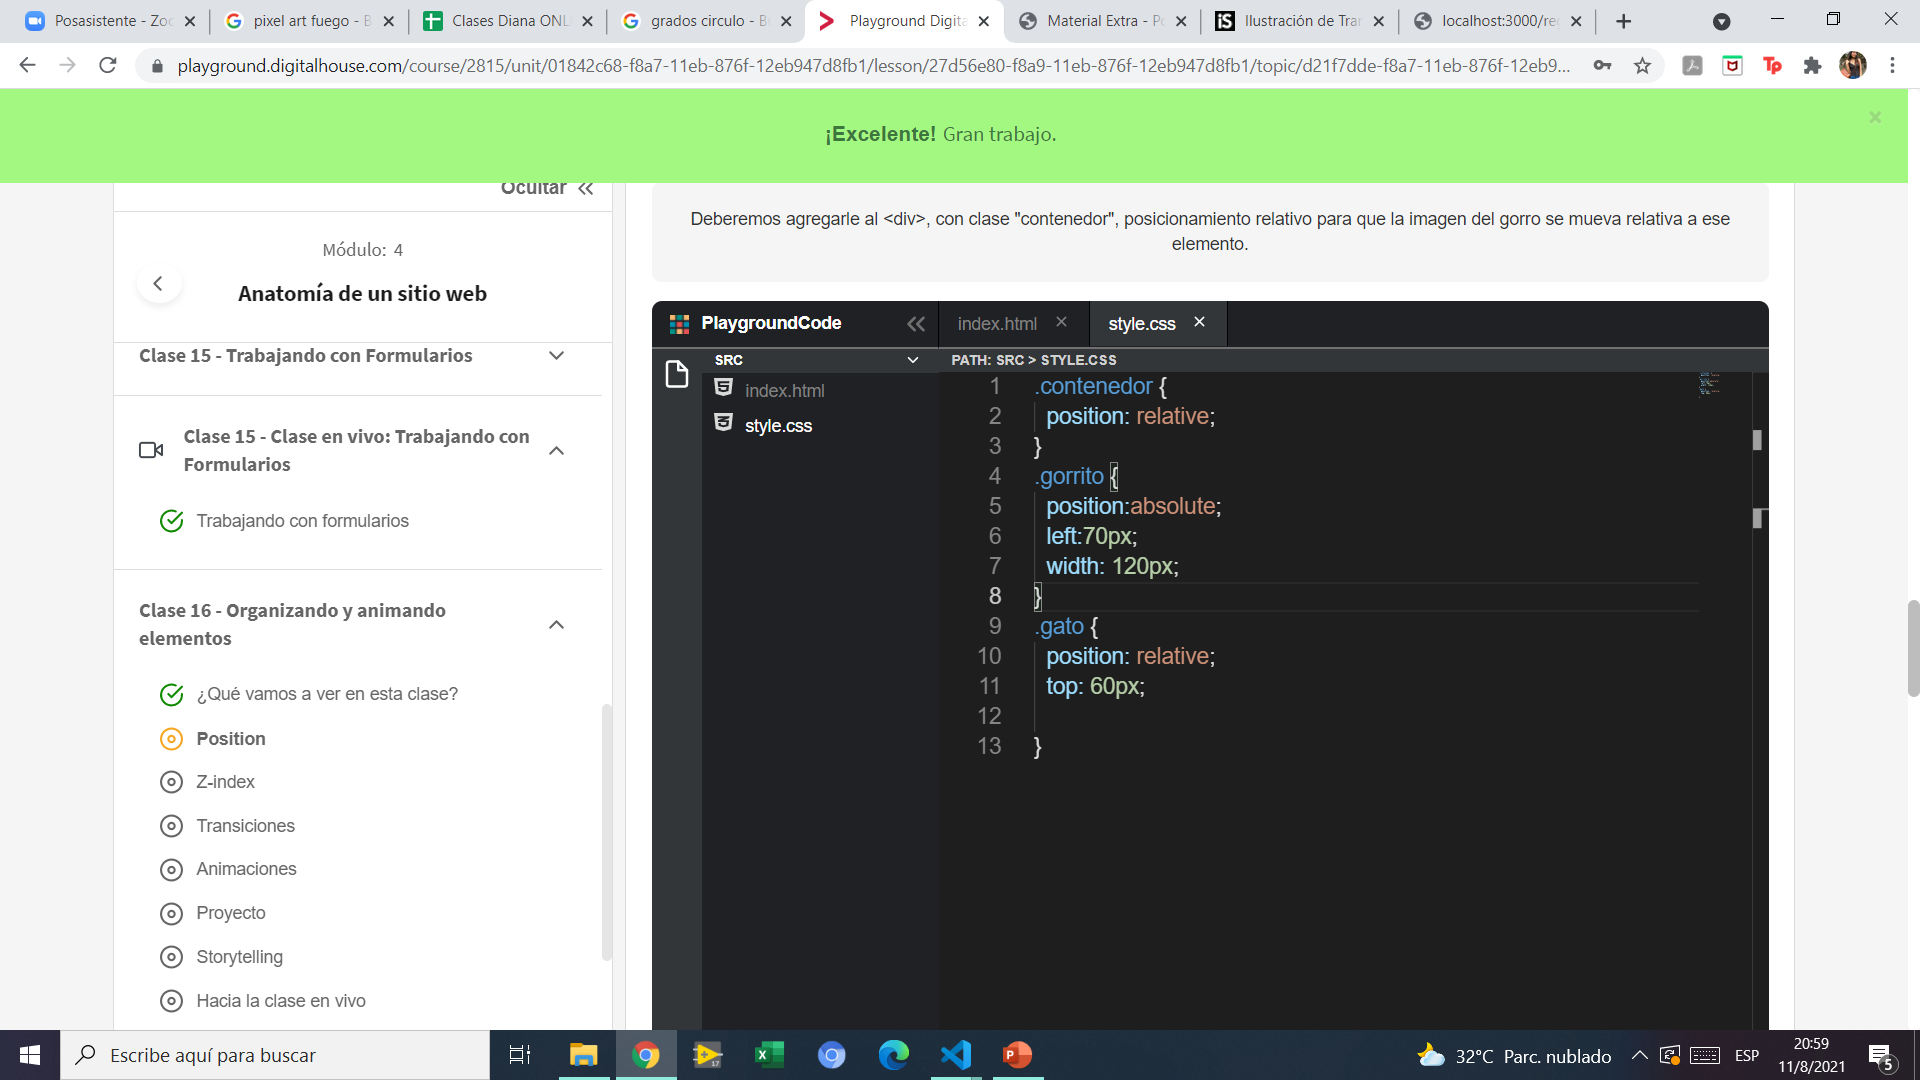 Posasistente - Zoo
pixel art fuego - B
Clases Diana ONL
grados circulo - Bu
Playground Digita
Material Extra - Po
Ilustración de Tran
localhost:3000/reg
playground.digitalhouse.com/course/2815/unit/01842c68-f8a7-11eb-876f-12eb947d8fb1/lesson/27d56e80-f8a9-11eb-876f-12eb947d8fb1/topic/d21f7dde-f8a7-11eb-876f-12eb9...
¡Excelente! Gran trabajo.
Ocultar
Módulo: 4
Anatomía de un sitio web
Clase 15 - Trabajando con Formularios
Clase 15 - Clase en vivo: Trabajando con
Formularios
Trabajando con formularios
Clase 16 - Organizando y animando
elementos
¿Qué vamos a ver en esta clase?
Position
Z-index
Transiciones
Animaciones
Proyecto
Storytelling
Hacia la clase en vivo
Deberemos agregarle al <div>, con clase "contenedor", posicionamiento relativo para que la imagen del gorro se mueva relativa a ese
elemento.
PlaygroundCode
index.html
style.css
SRC
index.html
style.css
PATH: SRC > STYLE.CSS
1 .contenedor {
2 position: relative;
3 }
4 .gorrito {
5 position:absolute;
6 left:70px;
7 width: 120px;
8 }
9 .gato {
10 position: relative;
11 top: 60px;
12
13 }
Escribe aquí para buscar
32°C Parc. nublado
ESP
20:59
11/8/2021
5